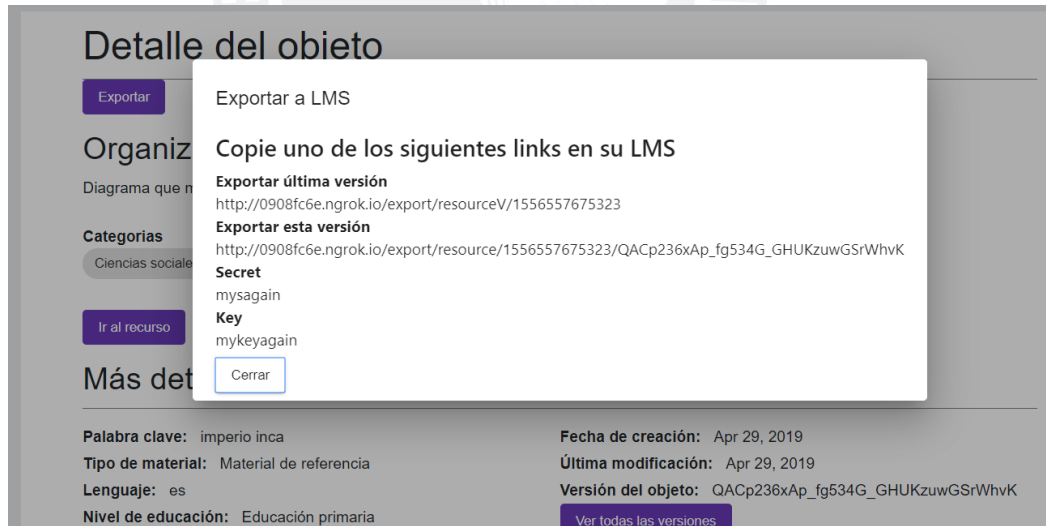 Detalle del objeto
Exportar
Organiz
Diagrama que
Categorias
Ciencias sociale
Ir al recurso
Más det
Exportar a LMS
Copie uno de los siguientes links en su LMS
Exportar última versión
http://0908fc6e.ngrok.io/export/resourceV/1556557675323
Exportar esta versión
http://0908fc6e.ngrok.io/export/resource/1556557675323/QACp236xAp_fg534G_GHUKzuwGSrWhvK
Secret
mysagain
Key
mykeyagain
Cerrar
Palabra clave: imperio inca
Tipo de material: Material de referencia
Lenguaje: es
Nivel de educación: Educación primaria
Fecha de creación: Apr 29, 2019
Última modificación: Apr 29, 2019
Versión del objeto: QACp236xAp_fg534G_GHUKzuwGSrWhvK
Ver todas las versiones